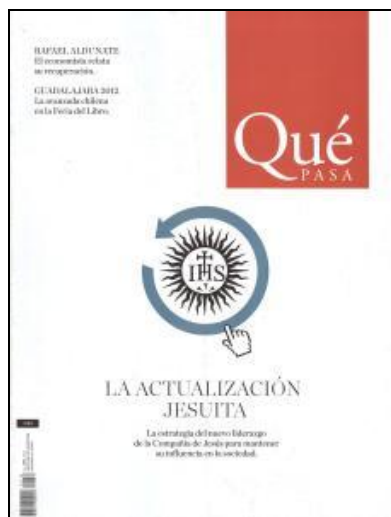 RAFAEL ALDUNATE
El economista relata
su recuperación.
GUADALAJARA 2012
La avanzada chilena
en la Feria del Libro.
Qué
PASA
IHS
LA ACTUALIZACIÓN
JESUITA
La estrategia del nuevo liderazgo
de la Compañía de Jesús para mantener
su influencia en la sociedad.